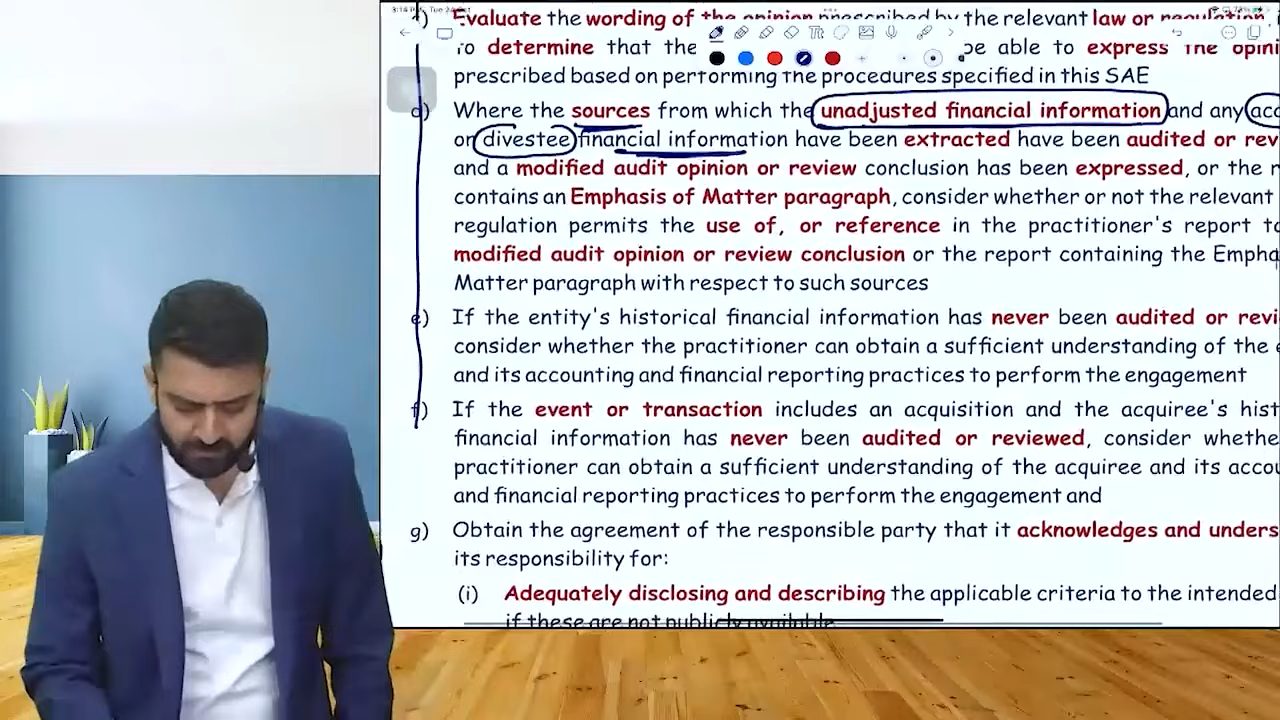 Evaluate the wording of the opinion prescribed by the relevant law or regulation,
To determine that the be able to express the opin
prescribed based on performing the procedures specified in this SAE
d) Where the sources from which the unadjusted financial information and any acc
or divestee financial information have been extracted have been audited or rev
and a modified audit opinion or review conclusion has been expressed, or the r
contains an Emphasis of Matter paragraph, consider whether or not the relevant
regulation permits the use of, or reference in the practitioner's report to
modified audit opinion or review conclusion or the report containing the Empha
Matter paragraph with respect to such sources
e) If the entity's historical financial information has never been audited or revi
consider whether the practitioner can obtain a sufficient understanding of the e
and its accounting and financial reporting practices to perform the engagement
f) If the event or transaction includes an acquisition and the acquiree's hist
financial information has never been audited or reviewed, consider whethe
practitioner can obtain a sufficient understanding of the acquiree and its accou
and financial reporting practices to perform the engagement and
g) Obtain the agreement of the responsible party that it acknowledges and unders
its responsibility for:
(i) Adequately disclosing and describing the applicable criteria to the intended
if these are not publicly available